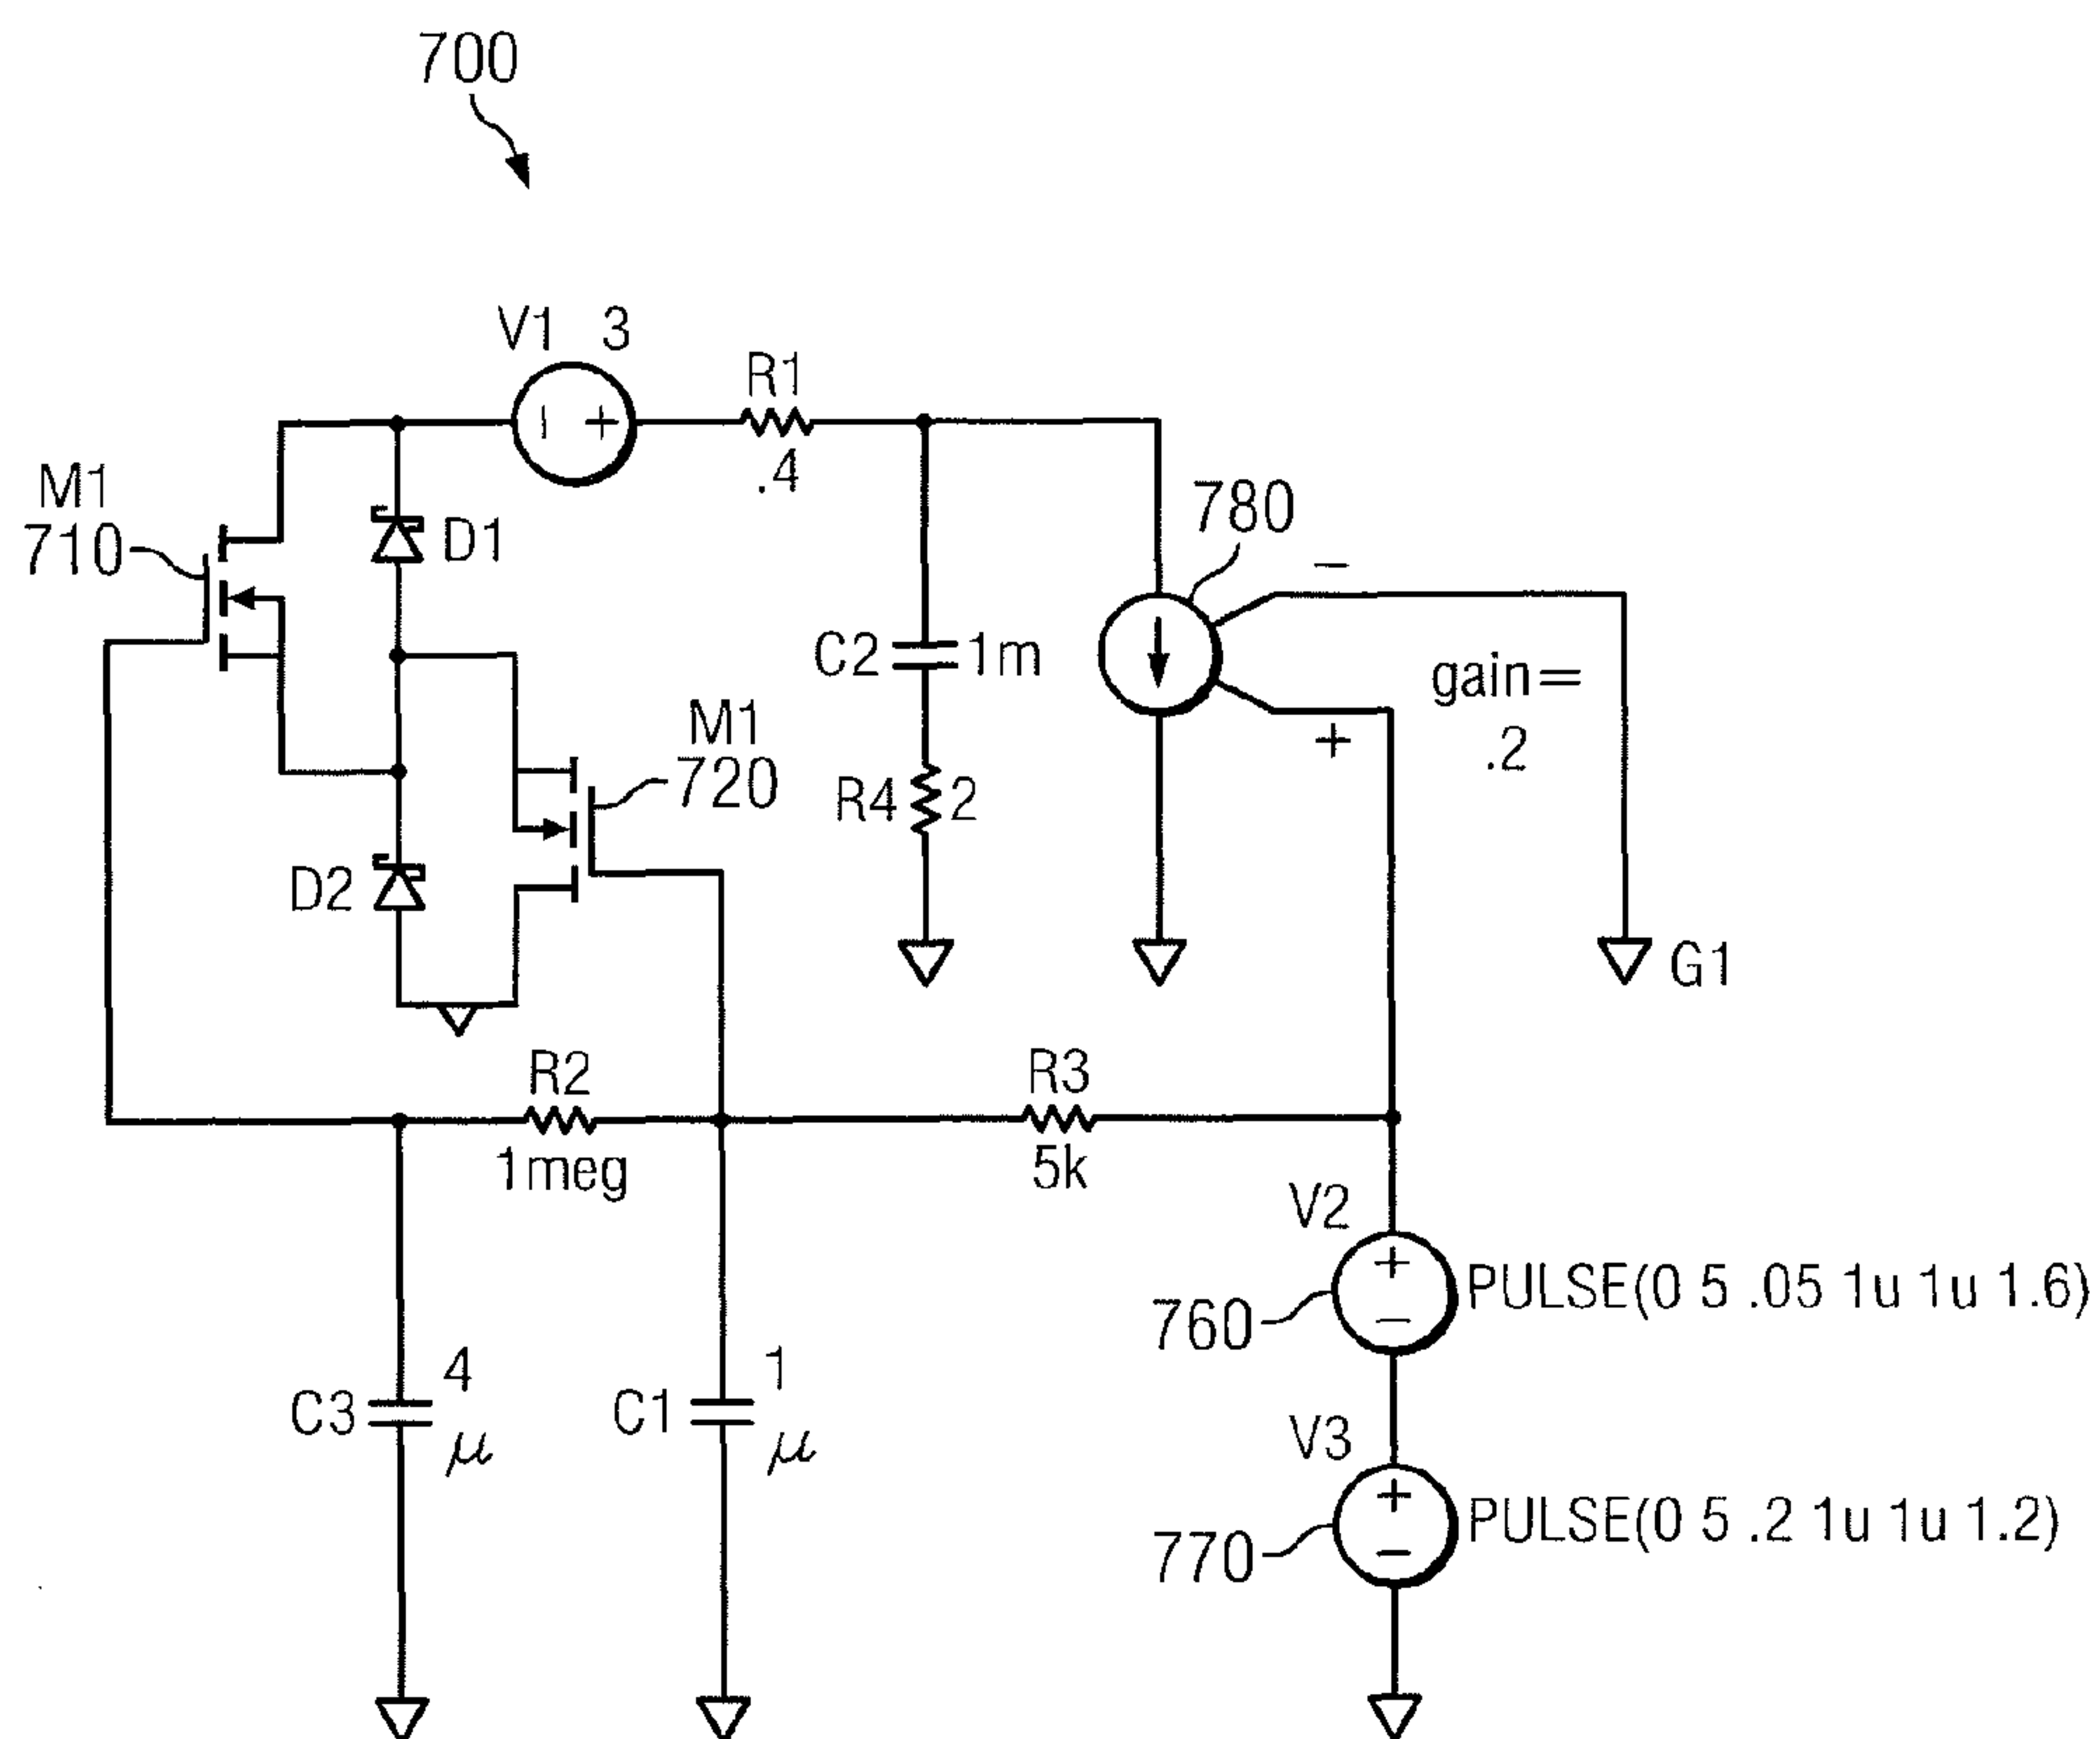 700
V1 3
R1
.4
M1
710
D1
780
−
C2 1m
gain=
.2
+
M1
720
R4 2
D2
G1
R2
R3
1meg
5k
V2
PULSE(0 5 .05 1u 1u 1.6)
760
4
C3
μ
1
C1
μ
V3
PULSE(0 5 .2 1u 1u 1.2)
770